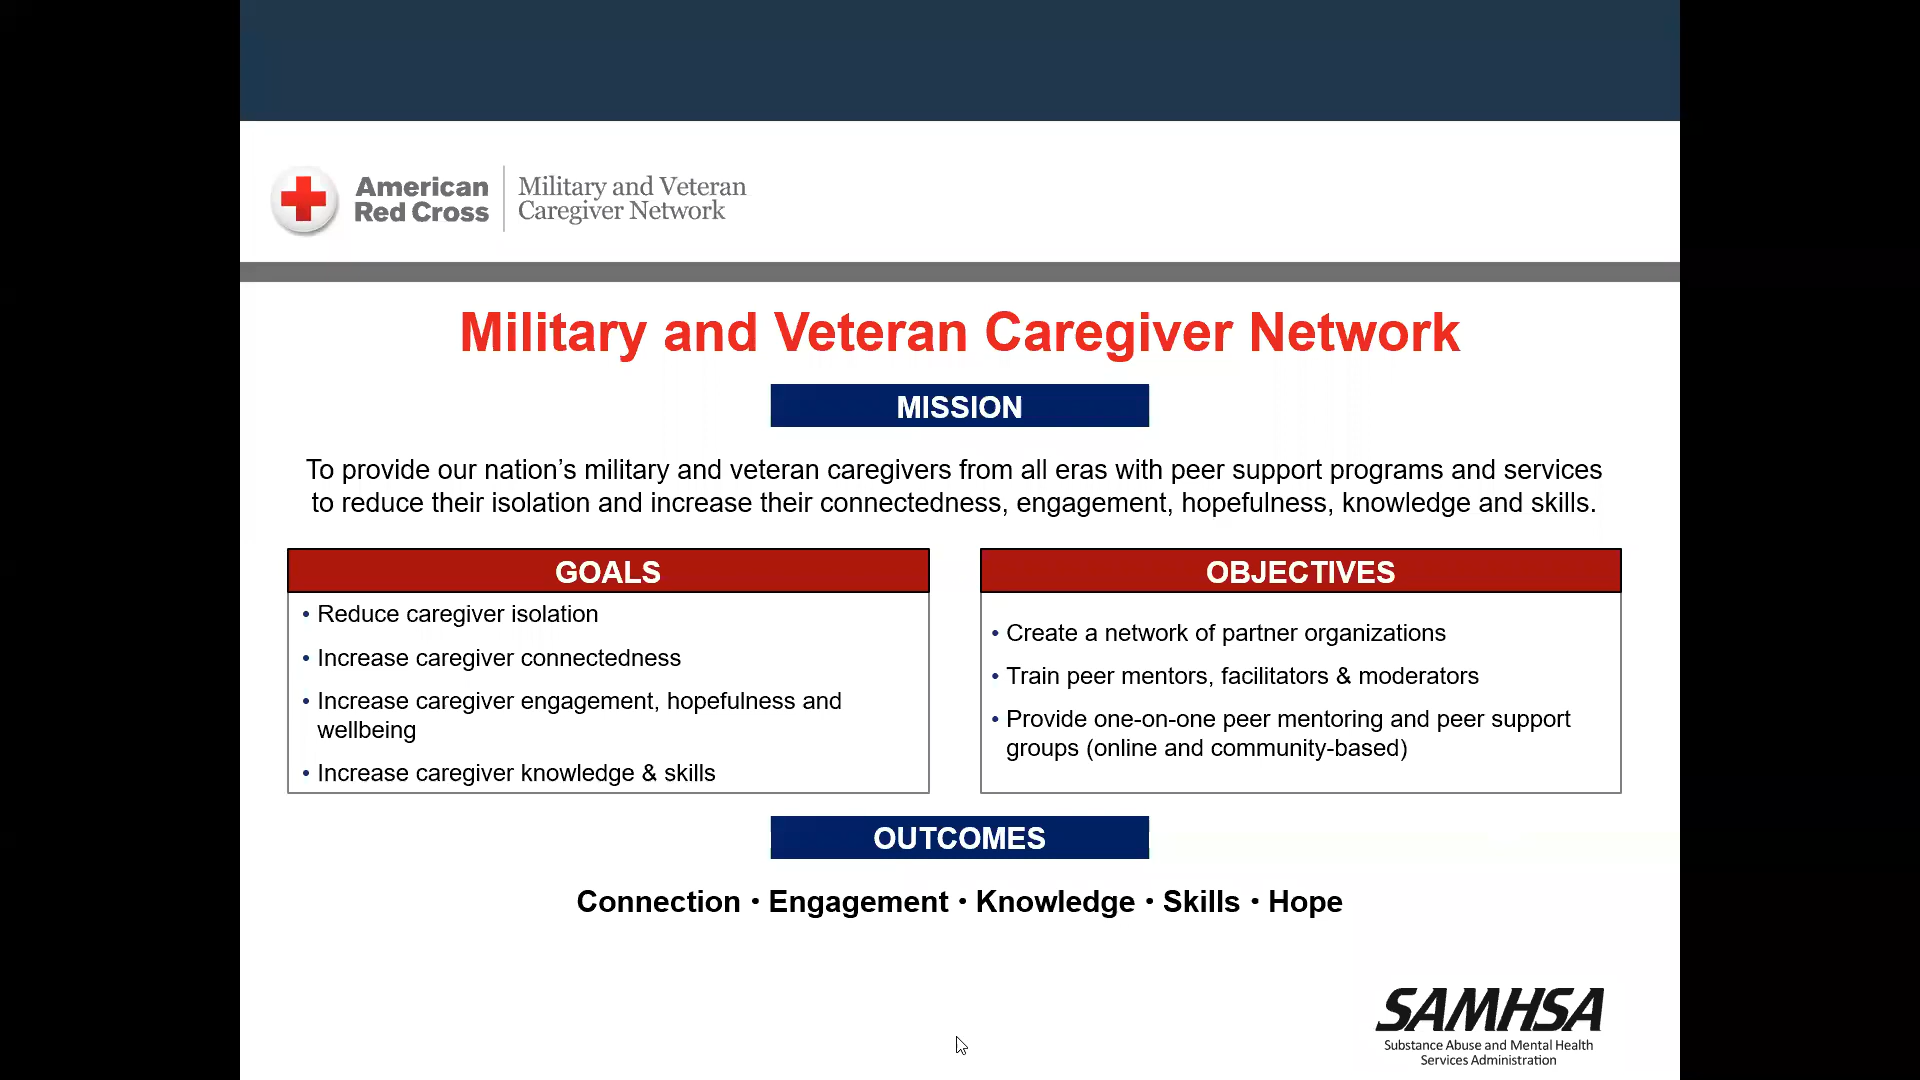 American
Red Cross
Military and Veteran
Caregiver Network
Military and Veteran Caregiver Network
MISSION
To provide our nation’s military and veteran caregivers from all eras with peer support programs and services
to reduce their isolation and increase their connectedness, engagement, hopefulness, knowledge and skills.
GOALS
• Reduce caregiver isolation
• Increase caregiver connectedness
• Increase caregiver engagement, hopefulness and
wellbeing
• Increase caregiver knowledge & skills
OBJECTIVES
• Create a network of partner organizations
• Train peer mentors, facilitators & moderators
• Provide one-on-one peer mentoring and peer support
groups (online and community-based)
OUTCOMES
Connection • Engagement • Knowledge • Skills • Hope
SAMHSA
Substance Abuse and Mental Health
Services Administration